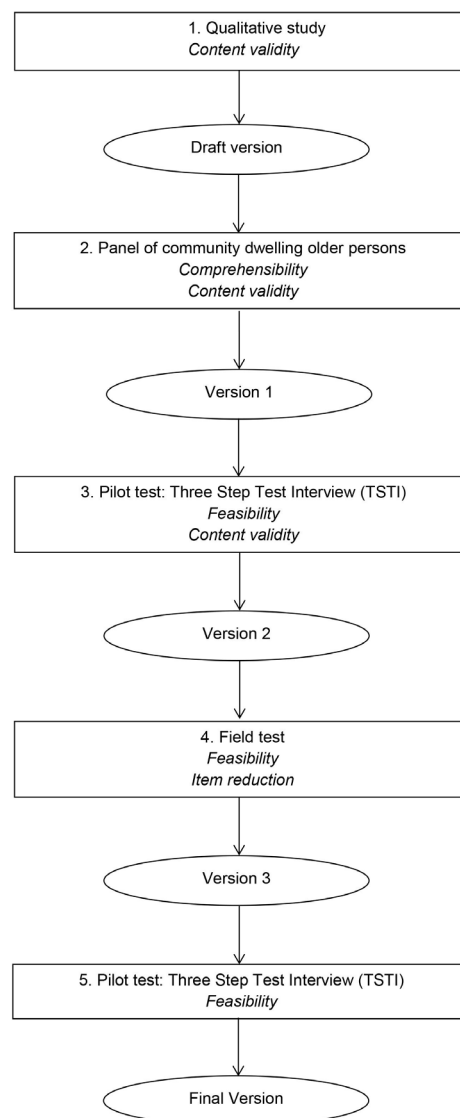 1. Qualitative study
Content validity
Draft version
2. Panel of community dwelling older persons
Comprehensibility
Content validity
Version 1
3. Pilot test: Three Step Test Interview (TSTI)
Feasibility
Content validity
Version 2
4. Field test
Feasibility
Item reduction
Version 3
5. Pilot test: Three Step Test Interview (TSTI)
Feasibility
Final Version